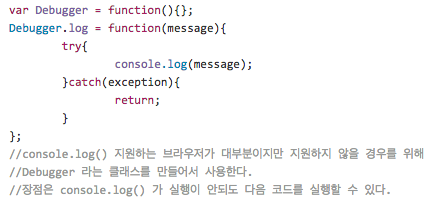 var Debugger = function(){};
Debugger.log = function(message){
try{
console.log(message);
}catch(exception){
return;
}
};
//console.log() 지원하는 브라우저가 대부분이지만 지원하지 않을 경우를 위해
//Debugger 라는 클래스를 만들어서 사용한다.
//장점은 console.log() 가 실행이 안되도 다음 코드를 실행할 수 있다.